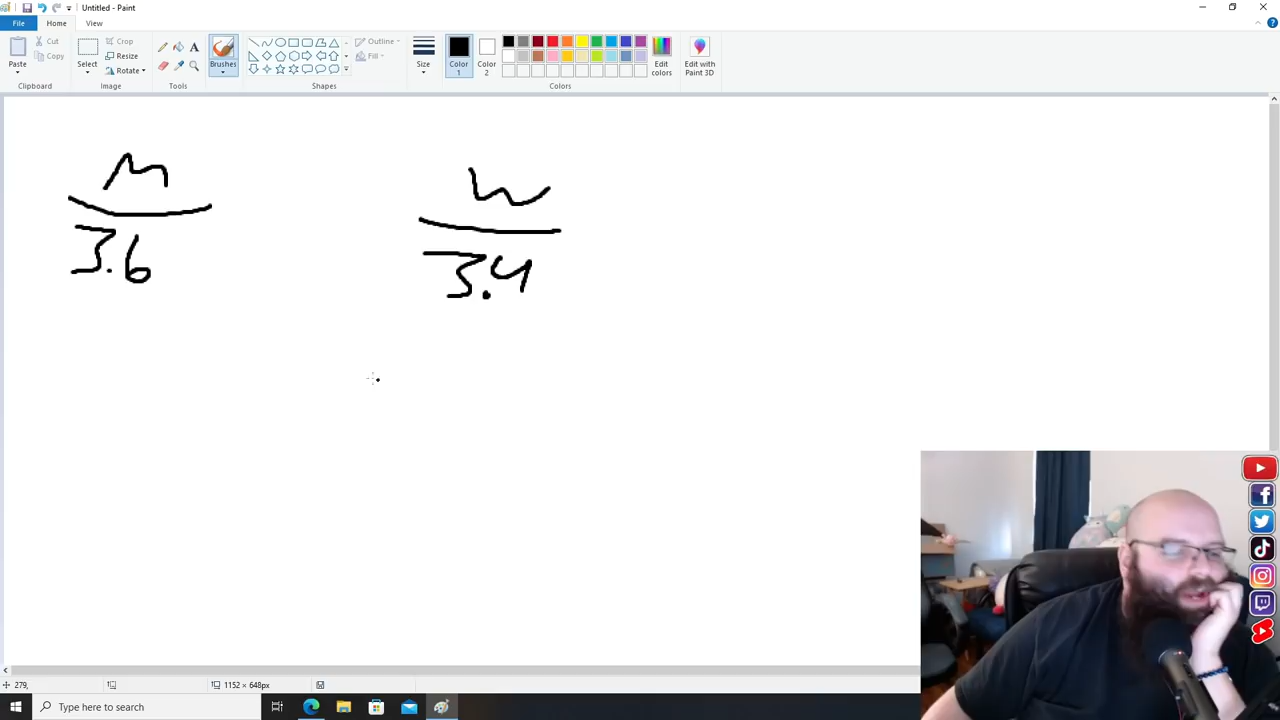 Untitled - Paint
File
Home
View
Paste
Cut
Copy
Clipboard
Select
Crop
Resize
Rotate
Image
Tools
Brushes
Shapes
Outline
Fill
Size
Color 1
Color 2
Edit colors
Colors
Edit with Paint 3D
M
W
3.6
3.4
279,
1152 × 648px
Type here to search